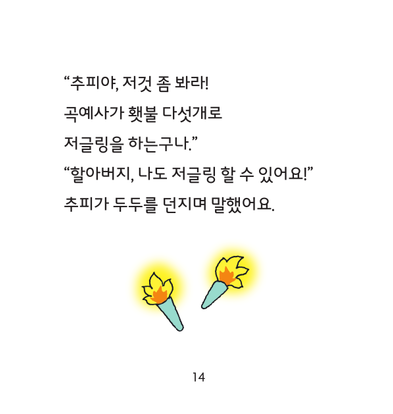 “추피야, 저것 좀 봐라!
곡예사가 횃불 다섯개로
저글링을 하는구나.”
“할아버지, 나도 저글링 할 수 있어요!”
추피가 두두를 던지며 말했어요.
14